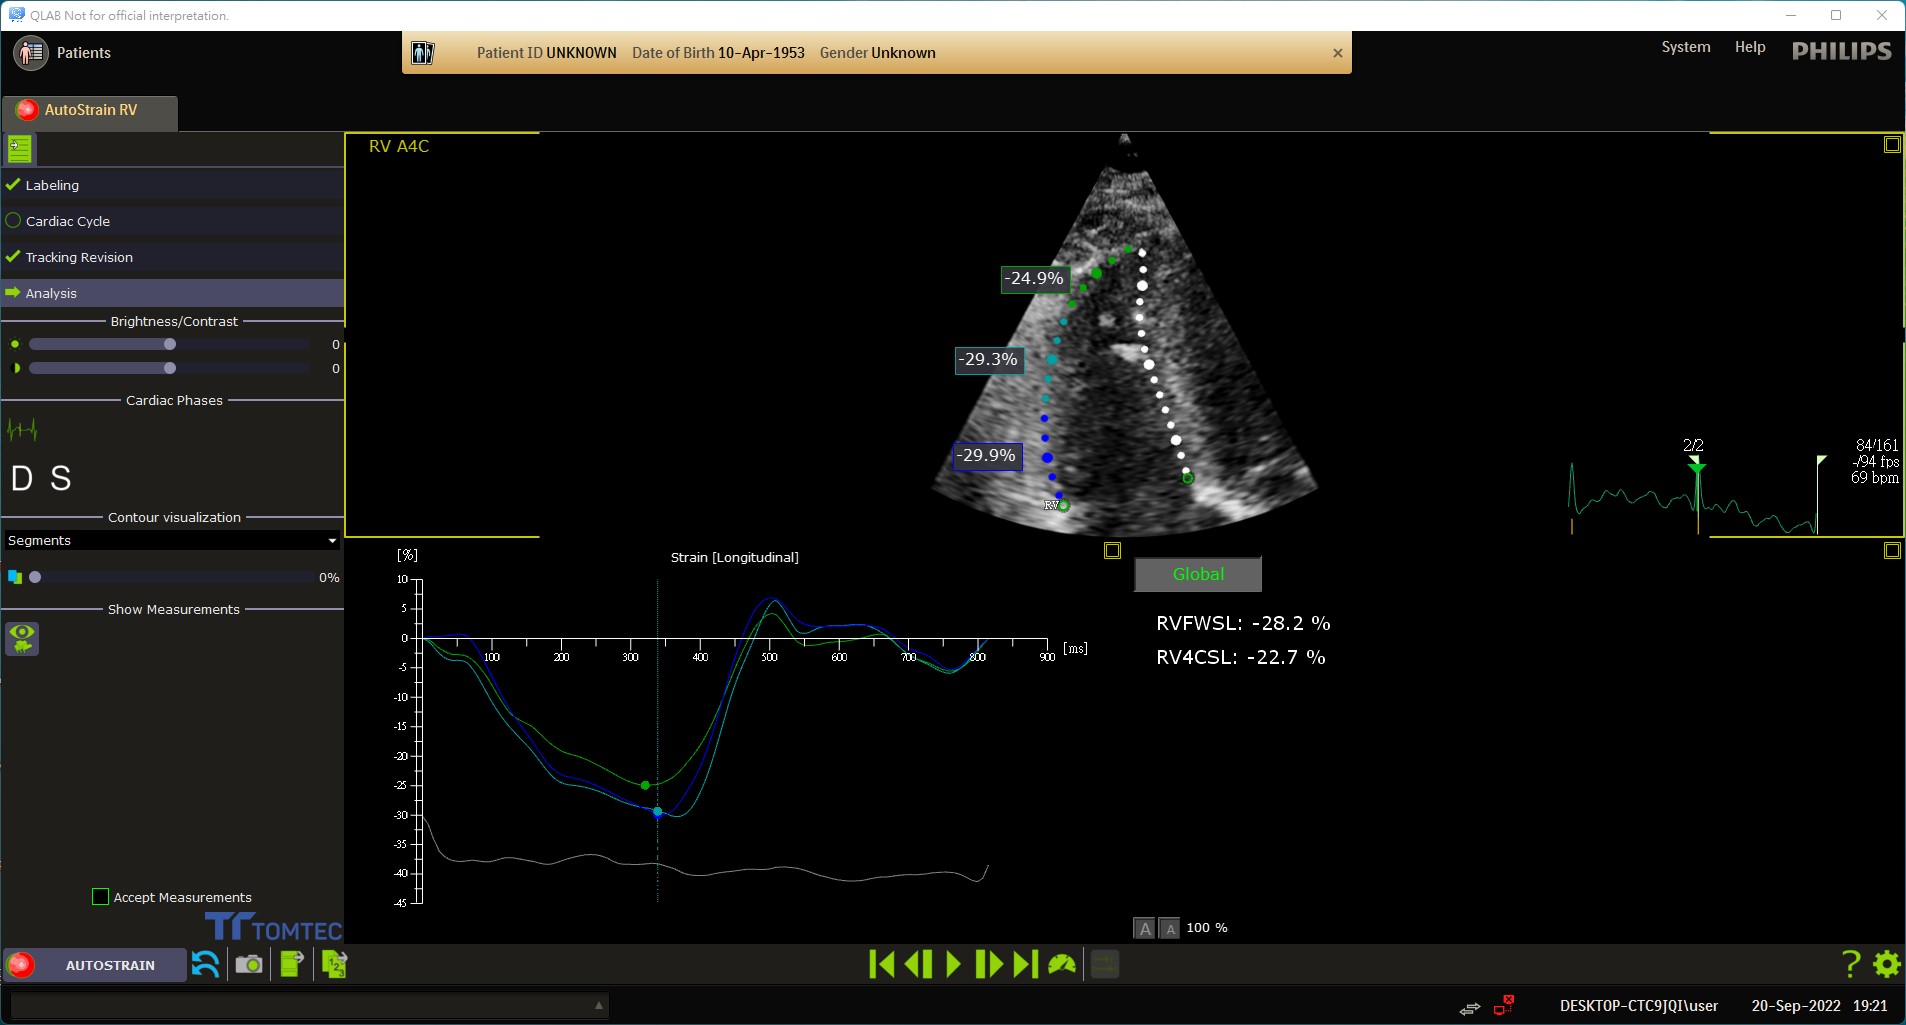 QLAB Not for official interpretation.
Patients
Patient ID UNKNOWN Date of Birth 10-Apr-1953 Gender Unknown
System Help PHILIPS
AutoStrain RV
Labeling
Cardiac Cycle
Tracking Revision
Analysis
Brightness/Contrast
0
0
Cardiac Phases
D S
Contour visualization
Segments
0%
Show Measurements
Accept Measurements
TOMTEC
RV A4C
-24.9%
-29.3%
-29.9%
RV
2/2
84/161
-/94 fps
69 bpm
[%]
Strain [Longitudinal]
10
5
0
-5
-10
-15
-20
-25
-30
-35
-40
-45
100 200 300 400 500 600 700 800 900 [ms]
Global
RVFWSL: -28.2 %
RV4CSL: -22.7 %
A A 100 %
AUTOSTRAIN
123
?
DESKTOP-CTC9JQI\user 20-Sep-2022 19:21